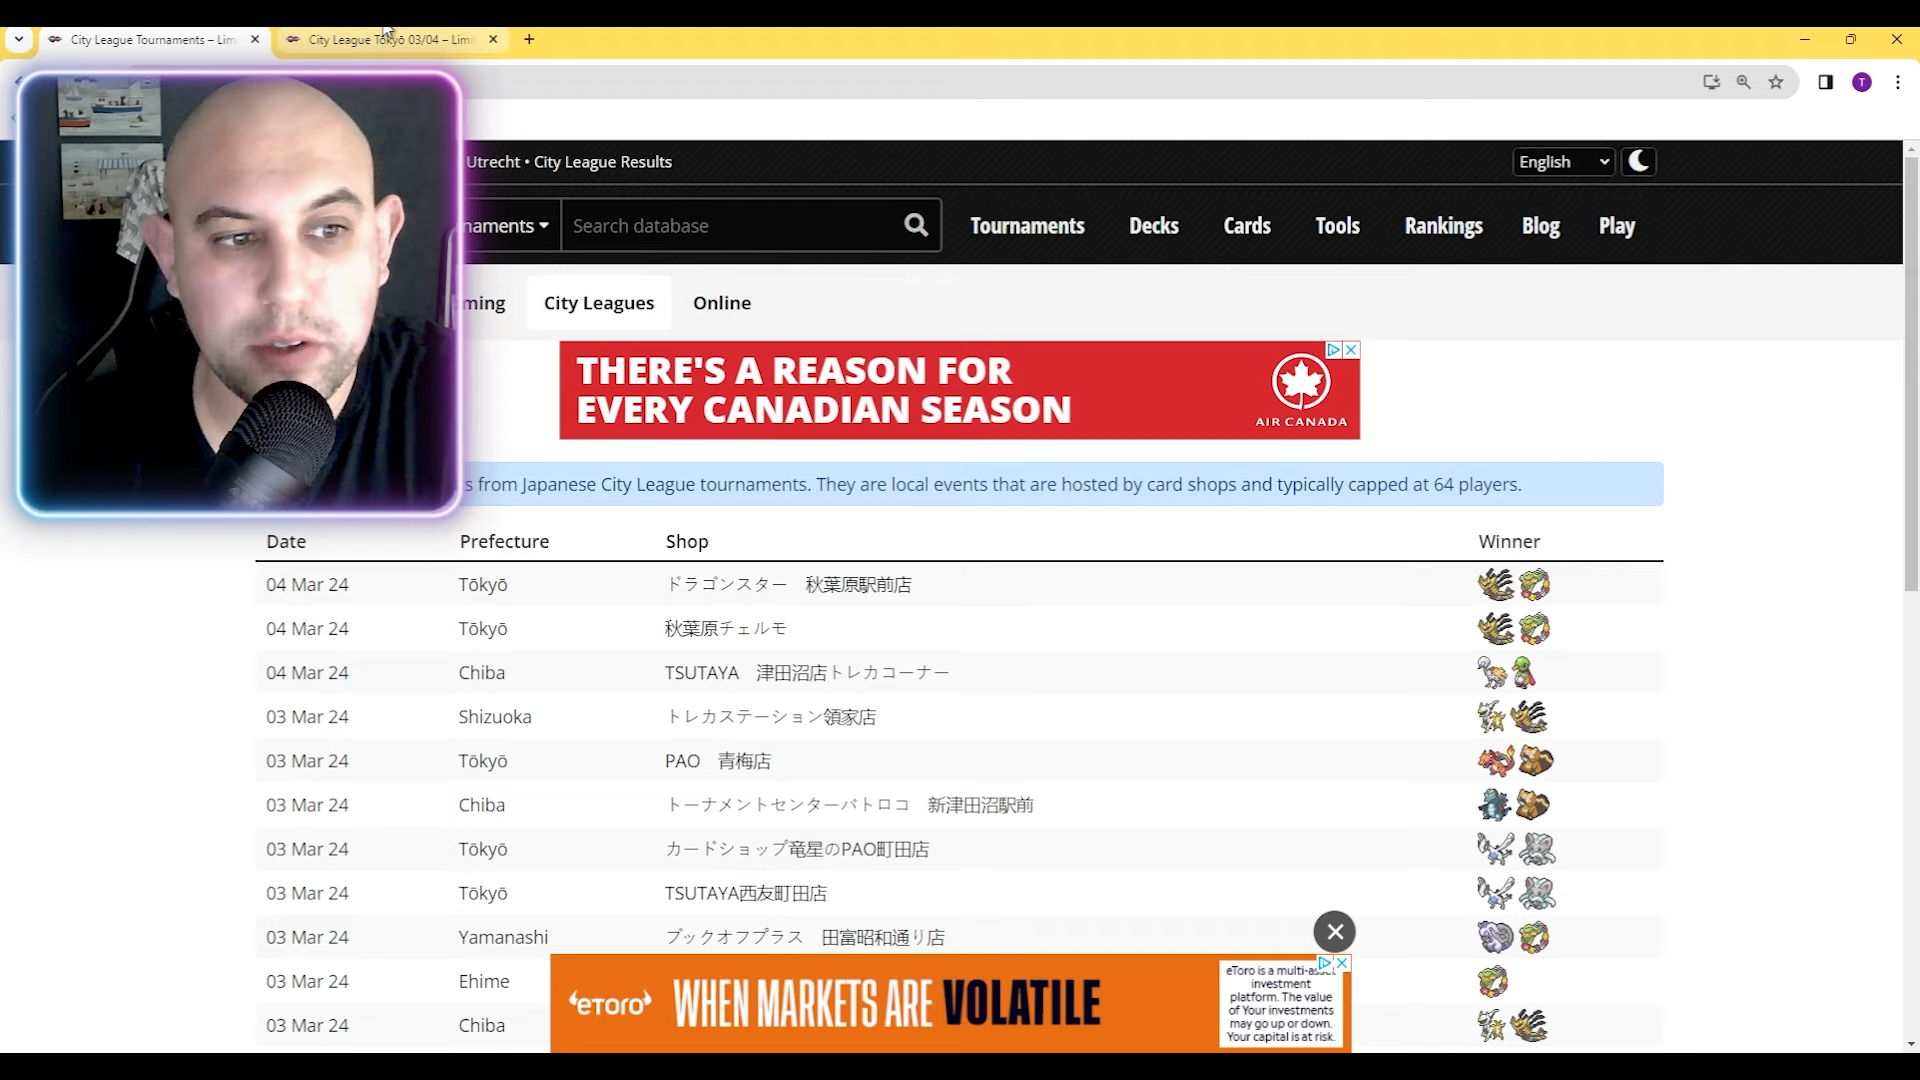 City League Tournaments – Lim
City League Tōkyō 03/04 – Limi
T
Utrecht • City League Results
English
naments
Search database
Tournaments
Decks
Cards
Tools
Rankings
Blog
Play
ming
City Leagues
Online
THERE'S A REASON FOR
EVERY CANADIAN SEASON
AIR CANADA
s from Japanese City League tournaments. They are local events that are hosted by card shops and typically capped at 64 players.
Date Prefecture Shop Winner
04 Mar 24 Tōkyō ドラゴンスター 秋葉原駅前店
04 Mar 24 Tōkyō 秋葉原チェルモ
04 Mar 24 Chiba TSUTAYA 津田沼店トレカコーナー
03 Mar 24 Shizuoka トレカステーション領家店
03 Mar 24 Tōkyō PAO 青梅店
03 Mar 24 Chiba トーナメントセンターバトロコ 新津田沼駅前
03 Mar 24 Tōkyō カードショップ竜星のPAO町田店
03 Mar 24 Tōkyō TSUTAYA西友町田店
03 Mar 24 Yamanashi ブックオフプラス 田富昭和通り店
03 Mar 24 Ehime
03 Mar 24 Chiba
eToro
WHEN MARKETS ARE VOLATILE
eToro is a multi-asset
investment
platform. The value
of Your investments
may go up or down.
Your capital is at risk.